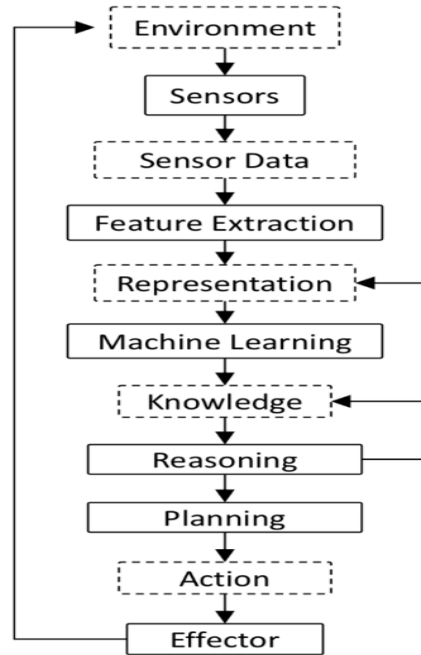 Environment
Sensors
Sensor Data
Feature Extraction
Representation
Machine Learning
Knowledge
Reasoning
Planning
Action
Effector